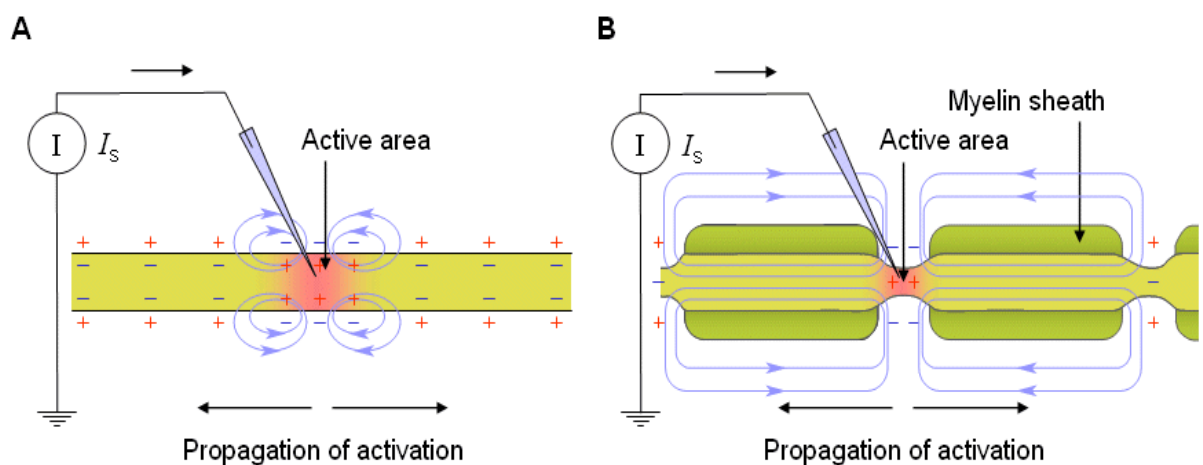 A
I
Is
Active area
+ + + − − − + + +
− − − + + + − − −
− − − + + + − − −
+ + + − − − + + +
Propagation of activation
B
I
Is
Myelin sheath
Active area
+ − − +
− + + −
+ − − +
Propagation of activation